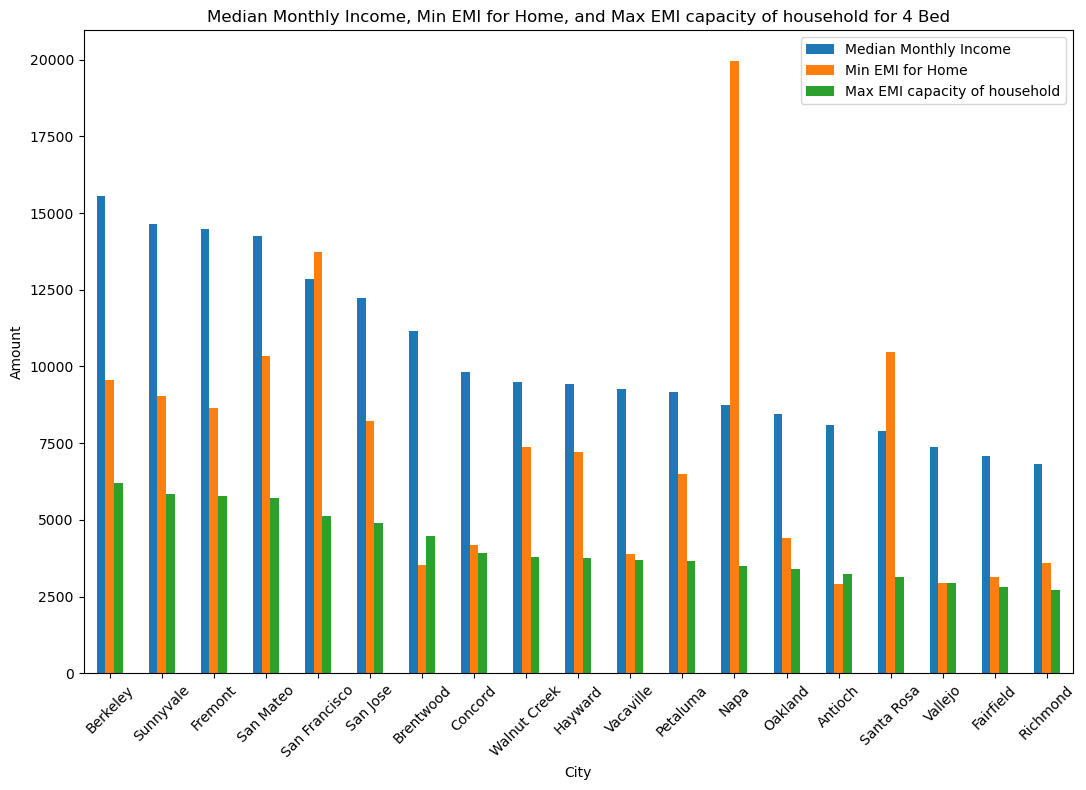 Median Monthly Income, Min EMI for Home, and Max EMI capacity of household for 4 Bed
Median Monthly Income
Min EMI for Home
Max EMI capacity of household
20000
17500
15000
12500
10000
7500
5000
2500
0
Amount
Berkeley
Sunnyvale
Fremont
San Mateo
San Francisco
San Jose
Brentwood
Concord
Walnut Creek
Hayward
Vacaville
Petaluma
Napa
Oakland
Antioch
Santa Rosa
Vallejo
Fairfield
Richmond
City